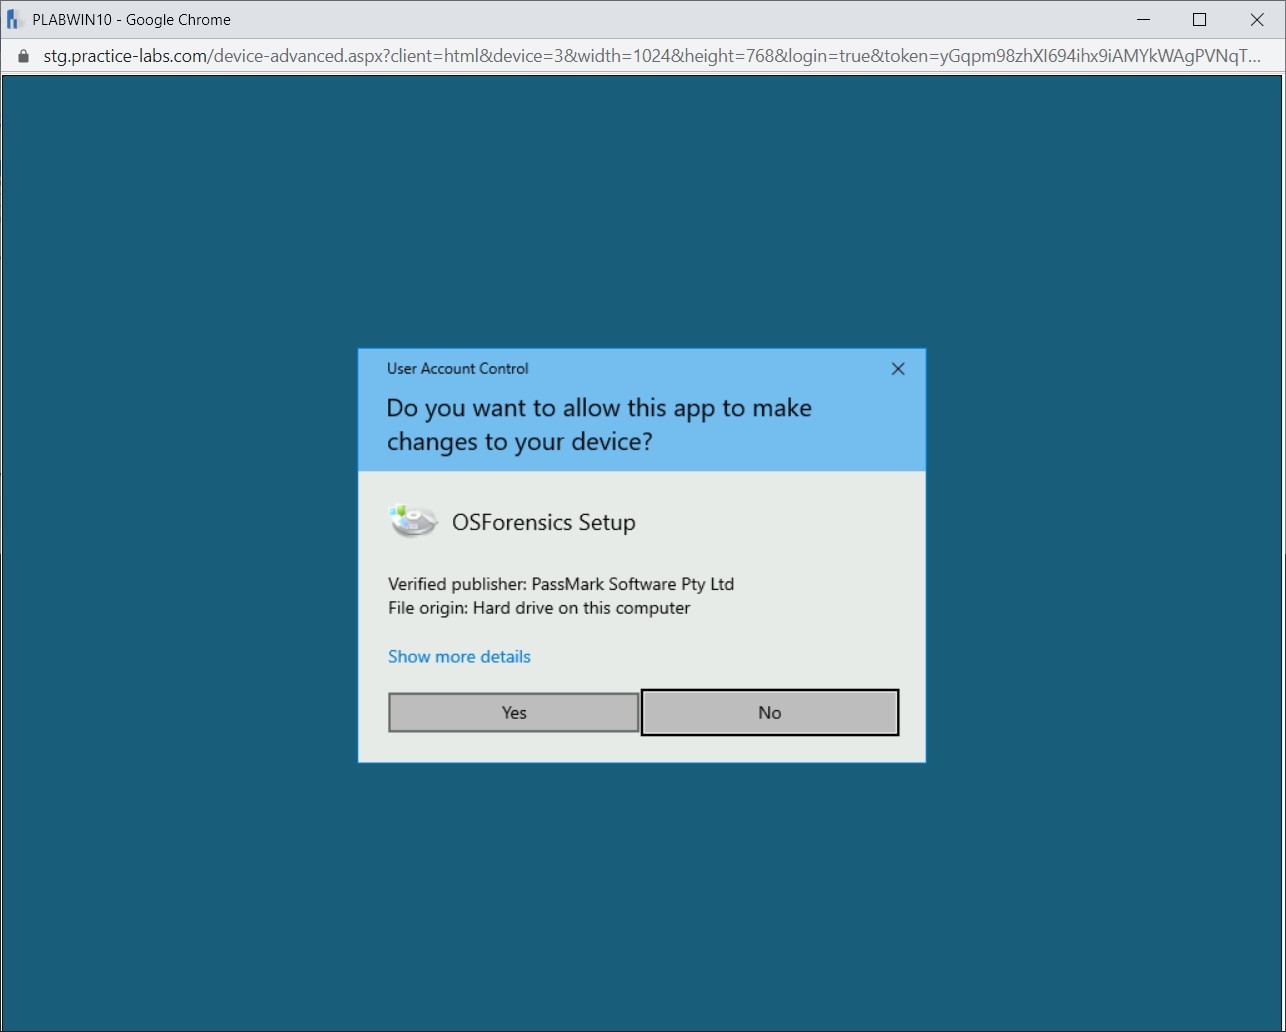 PLABWIN10 - Google Chrome
stg.practice-labs.com/device-advanced.aspx?client=html&device=3&width=1024&height=768&login=true&token=yGqpm98zhXI694ihx9iAMYkWAgPVNqT...
User Account Control
Do you want to allow this app to make
changes to your device?
OSForensics Setup
Verified publisher: PassMark Software Pty Ltd
File origin: Hard drive on this computer
Show more details
Yes
No